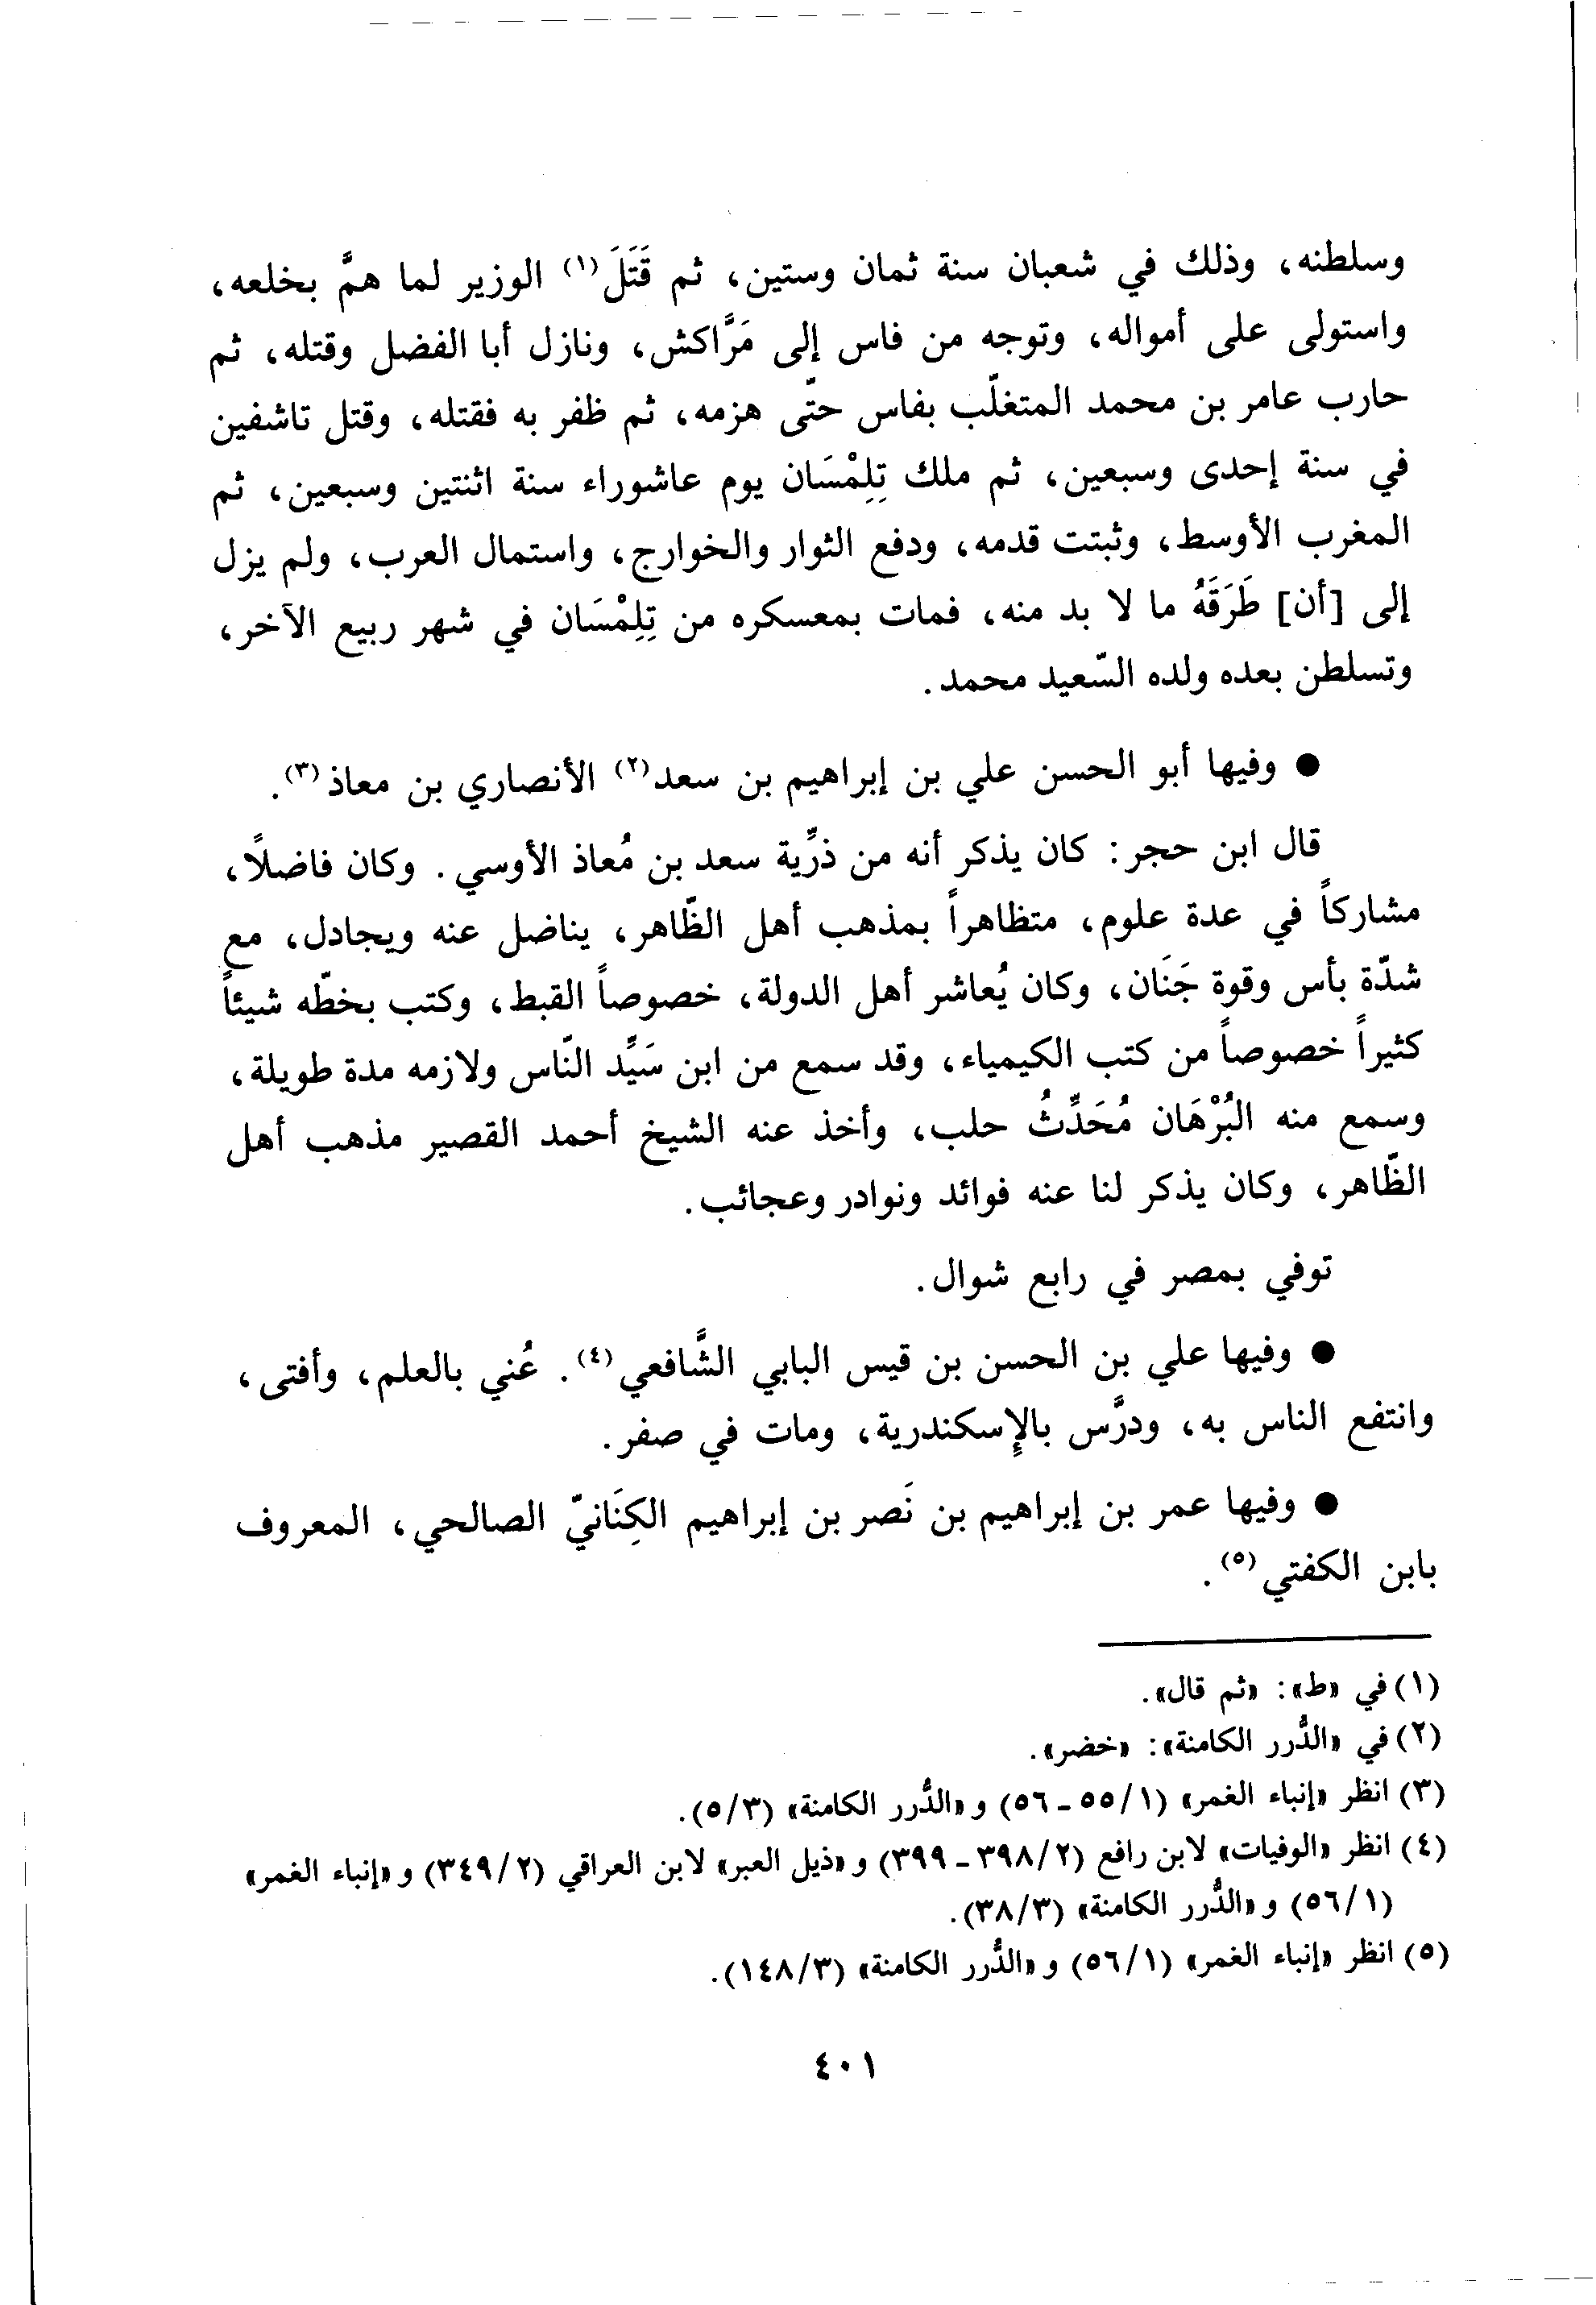 وسلطنه، وذلك في شعبان سنة ثمان وستين، ثم قَتَلَ(١) الوزير لما همَّ بخلعه،
واستولى على أمواله، وتوجه من فاس إلى مَرَّاكش، ونازل أبا الفضل وقتله، ثم
حارب عامر بن محمد المتغلّب بفاس حتّى هزمه، ثم ظفر به فقتله، وقتل تاشفين
في سنة إحدى وسبعين، ثم ملك تِلِمْسَان يوم عاشوراء سنة اثنتين وسبعين، ثم
المغرب الأوسط، وثبتت قدمه، ودفع الثوار والخوارج، واستمال العرب، ولم يزل
إلى [أن] طَرَقَهُ ما لا بد منه، فمات بمعسكره من تِلِمْسَان في شهر ربيع الآخر،
وتسلطن بعده ولده السّعيد محمد.
● وفيها أبو الحسن علي بن إبراهيم بن سعد(٢) الأنصاري بن معاذ(٣).
قال ابن حجر: كان يذكر أنه من ذرِّية سعد بن مُعاذ الأوسي. وكان فاضلًا،
مشاركاً في عدة علوم، متظاهراً بمذهب أهل الظّاهر، يناضل عنه ويجادل، مع
شدّة بأس وقوة جَنَان، وكان يُعاشر أهل الدولة، خصوصاً القبط، وكتب بخطّه شيئاً
كثيراً خصوصاً من كتب الكيمياء، وقد سمع من ابن سَيِّد النّاس ولازمه مدة طويلة،
وسمع منه البُرْهَان مُحَدِّثُ حلب، وأخذ عنه الشيخ أحمد القصير مذهب أهل
الظّاهر، وكان يذكر لنا عنه فوائد ونوادر وعجائب.
توفي بمصر في رابع شوال.
● وفيها علي بن الحسن بن قيس البابي الشَّافعي(٤). عُني بالعلم، وأفتى،
وانتفع الناس به، ودرَّس بالإِسكندرية، ومات في صفر.
● وفيها عمر بن إبراهيم بن نَصر بن إبراهيم الكِنَانيّ الصالحي، المعروف
بابن الكفتي(٥).
(١) في «ط»: «ثم قال».
(٢) في «الدُّرر الكامنة»: «خضر».
(٣) انظر «إنباء الغمر» (١/ ٥٥ - ٥٦) و «الدُّرر الكامنة» (٣/ ٥).
(٤) انظر «الوفيات» لابن رافع (٢/ ٣٩٨ - ٣٩٩) و «ذيل العبر» لابن العراقي (٢/ ٣٤٩) و «إنباء الغمر»
(١/ ٥٦) و «الدُّرر الكامنة» (٣/ ٣٨).
(٥) انظر «إنباء الغمر» (١/ ٥٦) و «الدُّرر الكامنة» (٣/ ١٤٨).
٤٠١